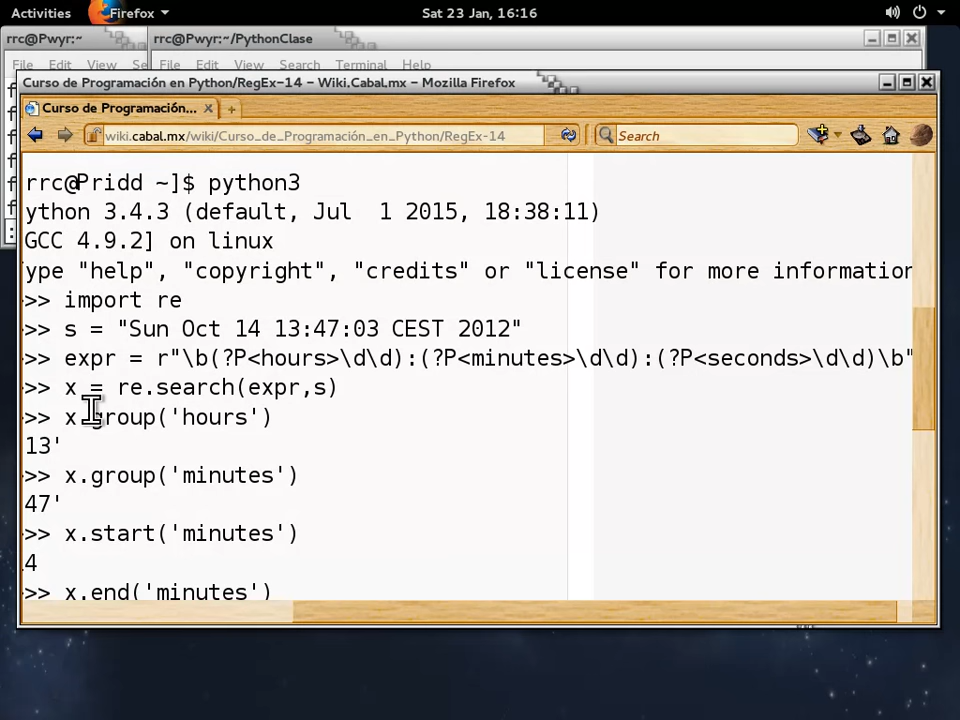 Activities Firefox Sat 23 Jan, 16:16
rrc@Pwyr:~ rrc@Pwyr:~/PythonClase
File Edit View Se File Edit View Search Terminal Help
Curso de Programación en Python/RegEx-14 – Wiki.Cabal.mx – Mozilla Firefox
Curso de Programación...
wiki.cabal.mx/wiki/Curso_de_Programación_en_Python/RegEx-14 Search
rrc@Pridd ~]$ python3
ython 3.4.3 (default, Jul  1 2015, 18:38:11)
GCC 4.9.2] on linux
ype "help", "copyright", "credits" or "license" for more information
>> import re
>> s = "Sun Oct 14 13:47:03 CEST 2012"
>> expr = r"\b(?P<hours>\d\d):(?P<minutes>\d\d):(?P<seconds>\d\d)\b"
>> x = re.search(expr,s)
>> x.group('hours')
13'
>> x.group('minutes')
47'
>> x.start('minutes')
4
>> x.end('minutes')